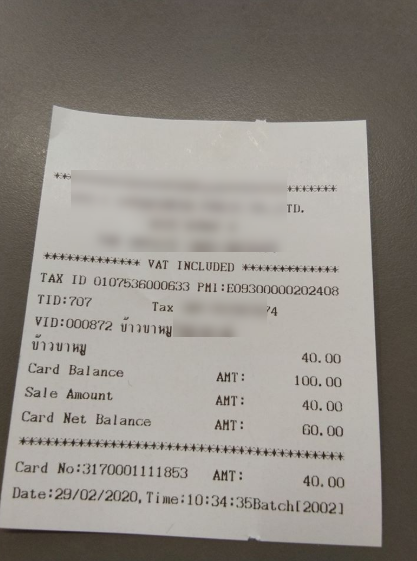 TD.
************* VAT INCLUDED *************
TAX ID 0107536000633 PMI:E09300000202408
TID:707 Tax 74
VID:000872 ข้าวขาหมู
ข้าวขาหมู 40.00
Card Balance AMT: 100.00
Sale Amount AMT: 40.00
Card Net Balance AMT: 60.00
****************************************
Card No:3170001111853 AMT: 40.00
Date:29/02/2020,Time:10:34:35Batch[2002]